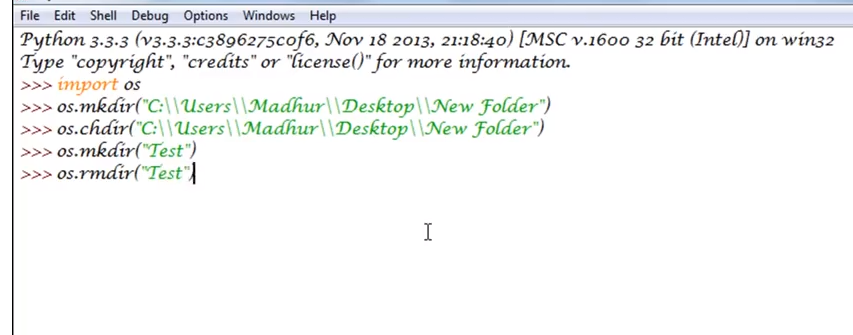 File Edit Shell Debug Options Windows Help
Python 3.3.3 (v3.3.3:c3896275c0f6, Nov 18 2013, 21:18:40) [MSC v.1600 32 bit (Intel)] on win32
Type "copyright", "credits" or "license()" for more information.
>>> import os
>>> os.mkdir("C:\\Users\\Madhur\\Desktop\\New Folder")
>>> os.chdir("C:\\Users\\Madhur\\Desktop\\New Folder")
>>> os.mkdir("Test")
>>> os.rmdir("Test")